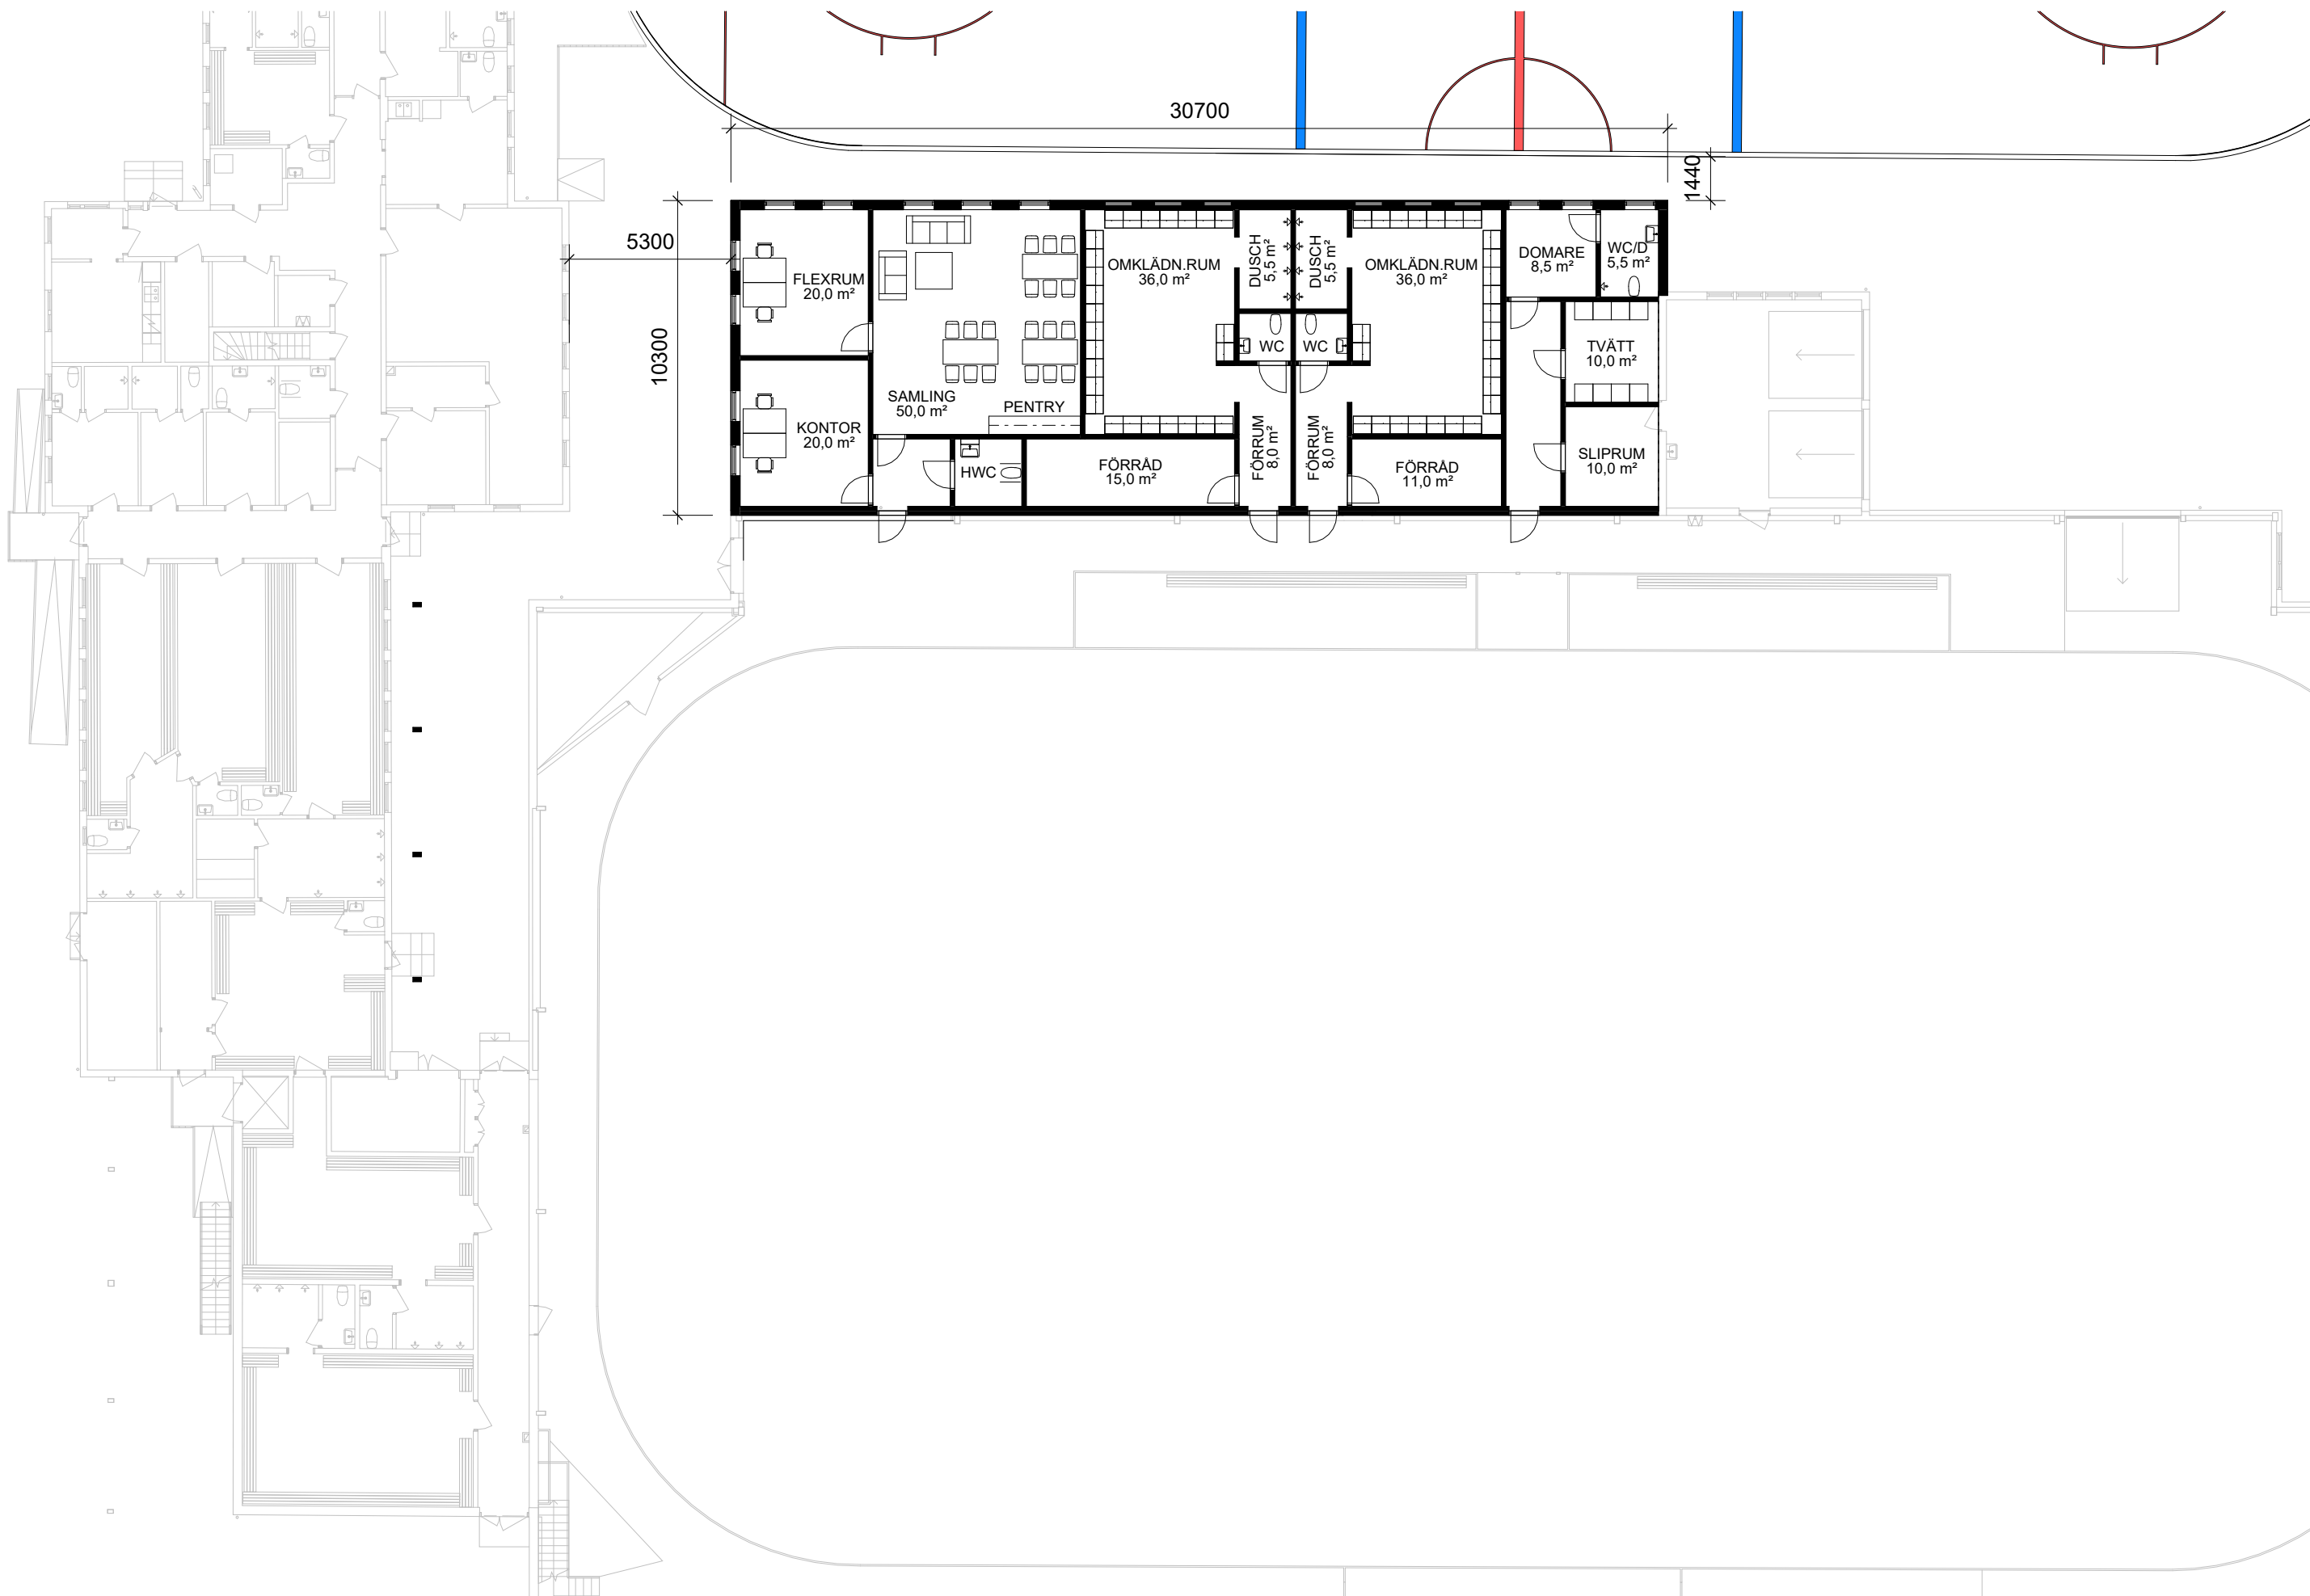 30700
1440
5300
10300
FLEXRUM
20,0 m²
KONTOR
20,0 m²
SAMLING
50,0 m²
PENTRY
HWC
OMKLÄDN.RUM
36,0 m²
DUSCH
5,5 m²
DUSCH
5,5 m²
WC
WC
OMKLÄDN.RUM
36,0 m²
FÖRRÅD
15,0 m²
FÖRRUM
8,0 m²
FÖRRUM
8,0 m²
FÖRRÅD
11,0 m²
DOMARE
8,5 m²
WC/D
5,5 m²
TVÄTT
10,0 m²
SLIPRUM
10,0 m²